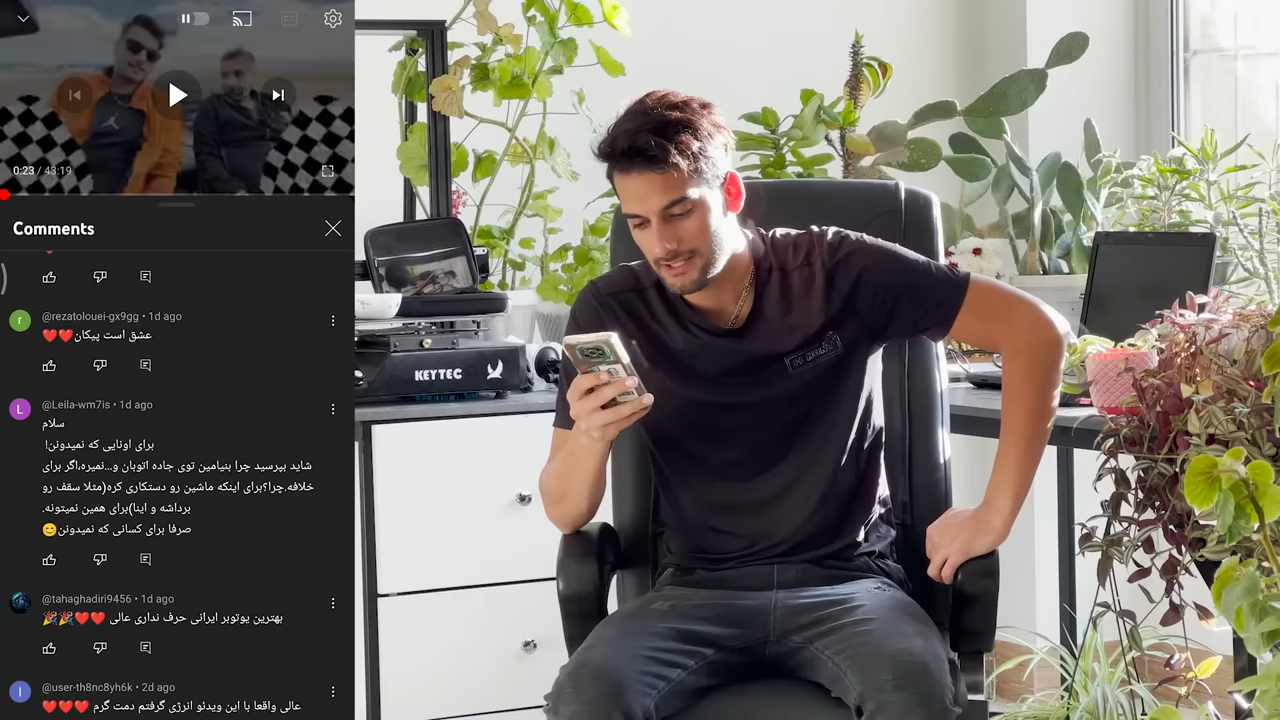 0:23 / 43:19
Comments
@rezatolouei-gx9gg • 1d ago
عشق است پیکان❤️❤️
L
@Leila-wm7is • 1d ago
سلام
برای اونایی که نمیدونن!
شاید بپرسید چرا بنیامین توی جاده اتوبان و...نمیره،اگر برای
خلافه.چرا؟برای اینکه ماشین رو دستکاری کره(مثلا سقف رو
برداشه و اینا)برای همین نمیتونه.
صرفا برای کسانی که نمیدونن😊
@tahaghadiri9456 • 1d ago
بهترین یوتوبر ایرانی حرف نداری عالی ❤️❤️🎉🎉
@user-th8nc8yh6k • 2d ago
عالی واقعا با این ویدئو انرژی گرفتم دمت گرم ❤️❤️❤️
KEYTEC